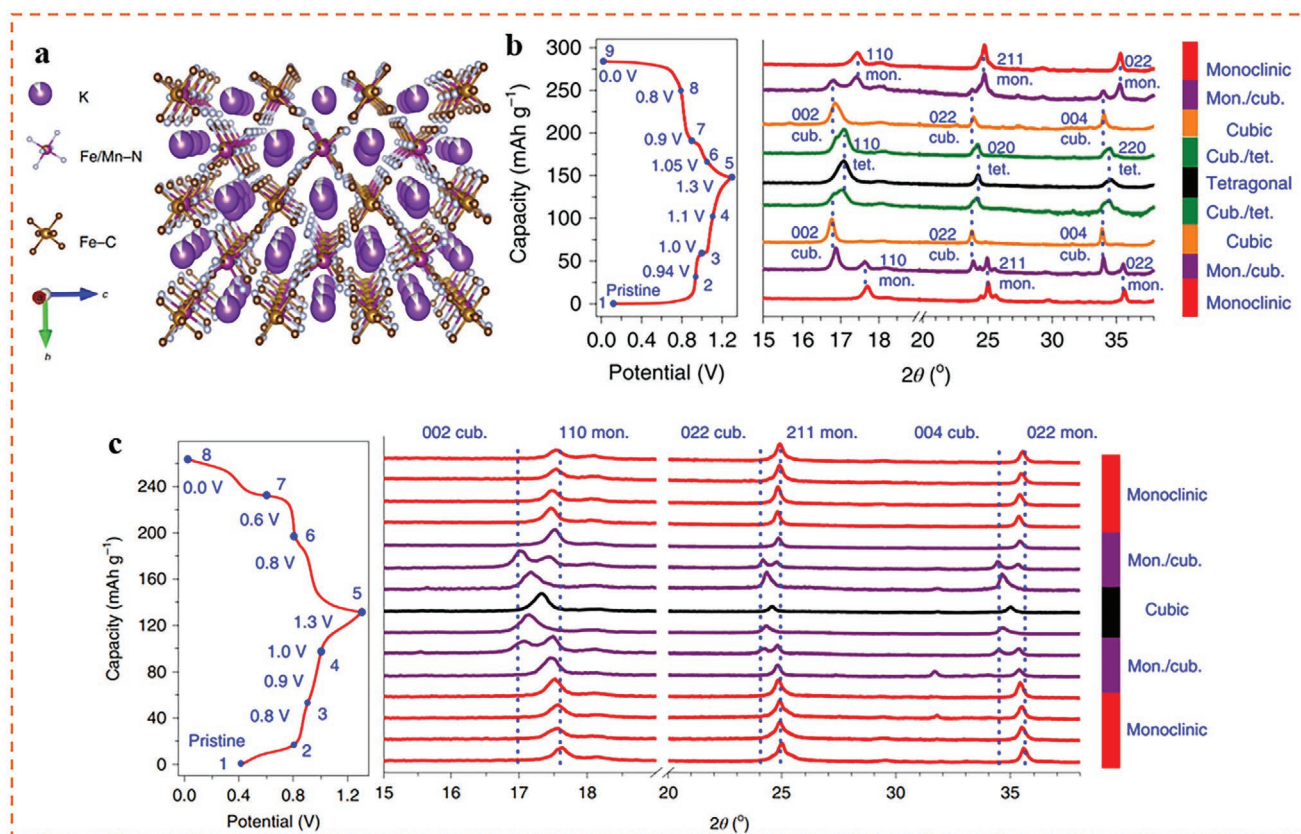 a
K
Fe/Mn–N
Fe–C
a
c
b
b
300
250
200
150
100
50
0
Capacity (mAh g⁻¹)
9
0.0 V
8
0.8 V
7
0.9 V
6
1.05 V
5
1.3 V
1.1 V
4
1.0 V
3
0.94 V
2
Pristine
1
0.0
0.4
0.8
1.2
Potential (V)
110
mon.
211
mon.
022
mon.
002
cub.
022
cub.
004
cub.
110
tet.
020
tet.
220
tet.
002
cub.
022
cub.
004
cub.
110
mon.
211
mon.
022
mon.
15
16
17
18
19
20
25
30
35
2θ (°)
Monoclinic
Mon./cub.
Cubic
Cub./tet.
Tetragonal
Cub./tet.
Cubic
Mon./cub.
Monoclinic
c
240
200
160
120
80
40
0
Capacity (mAh g⁻¹)
8
0.0 V
7
0.6 V
6
0.8 V
5
1.3 V
1.0 V
4
0.9 V
0.8 V
3
Pristine
2
1
0.0
0.4
0.8
1.2
Potential (V)
002 cub.
110 mon.
022 cub.
211 mon.
004 cub.
022 mon.
15
16
17
18
19
20
25
30
35
2θ (°)
Monoclinic
Mon./cub.
Cubic
Mon./cub.
Monoclinic